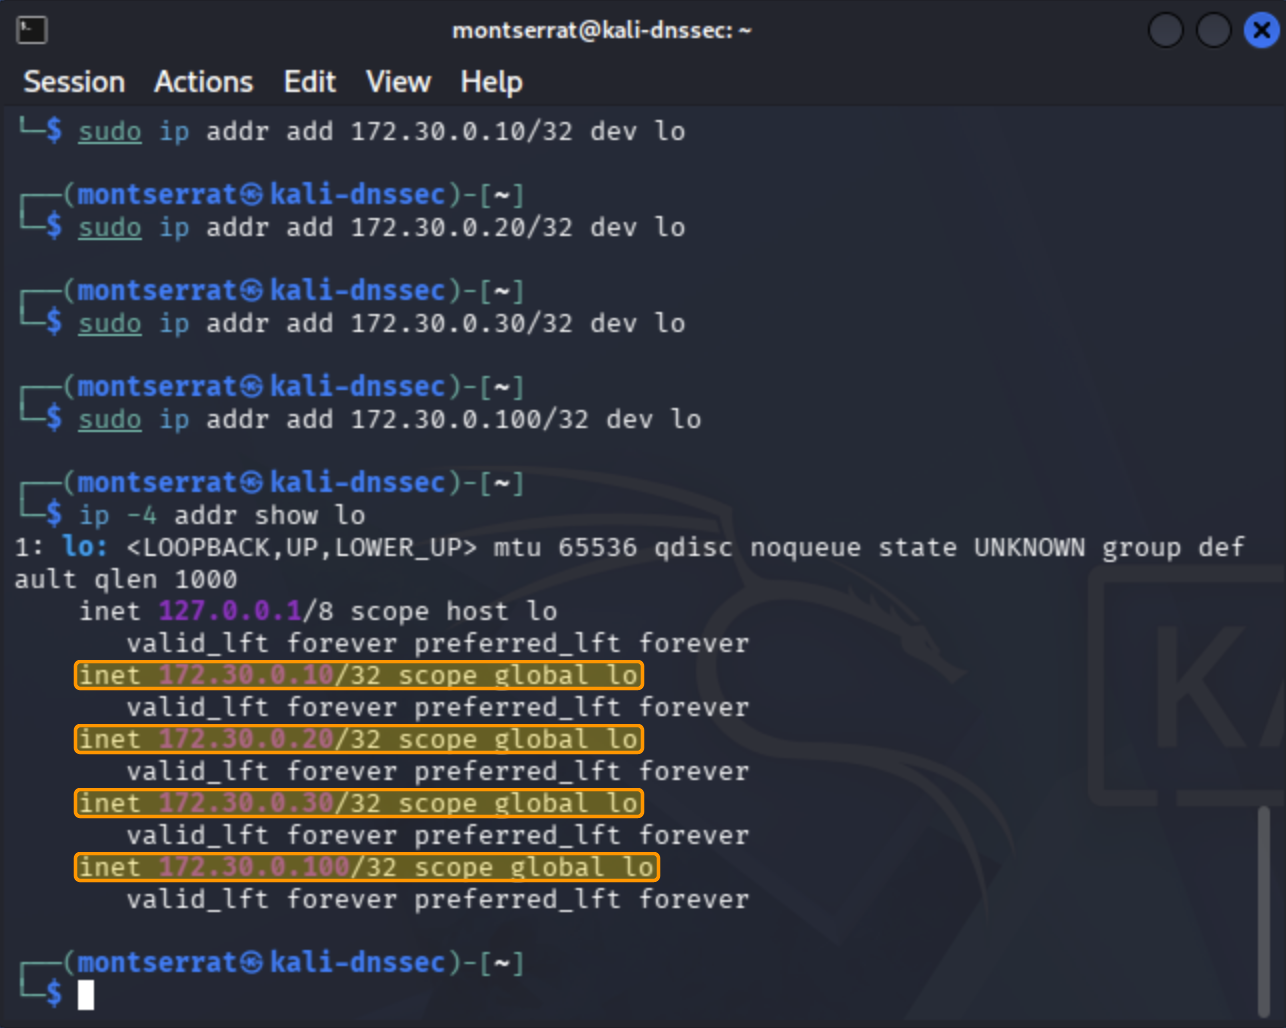 montserrat@kali-dnssec: ~
Session Actions Edit View Help
└─$ sudo ip addr add 172.30.0.10/32 dev lo
┌──(montserrat㉿kali-dnssec)-[~]
└─$ sudo ip addr add 172.30.0.20/32 dev lo
┌──(montserrat㉿kali-dnssec)-[~]
└─$ sudo ip addr add 172.30.0.30/32 dev lo
┌──(montserrat㉿kali-dnssec)-[~]
└─$ sudo ip addr add 172.30.0.100/32 dev lo
┌──(montserrat㉿kali-dnssec)-[~]
└─$ ip -4 addr show lo
1: lo: <LOOPBACK,UP,LOWER_UP> mtu 65536 qdisc noqueue state UNKNOWN group def
ault qlen 1000
inet 127.0.0.1/8 scope host lo
valid_lft forever preferred_lft forever
inet 172.30.0.10/32 scope global lo
valid_lft forever preferred_lft forever
inet 172.30.0.20/32 scope global lo
valid_lft forever preferred_lft forever
inet 172.30.0.30/32 scope global lo
valid_lft forever preferred_lft forever
inet 172.30.0.100/32 scope global lo
valid_lft forever preferred_lft forever
┌──(montserrat㉿kali-dnssec)-[~]
└─$